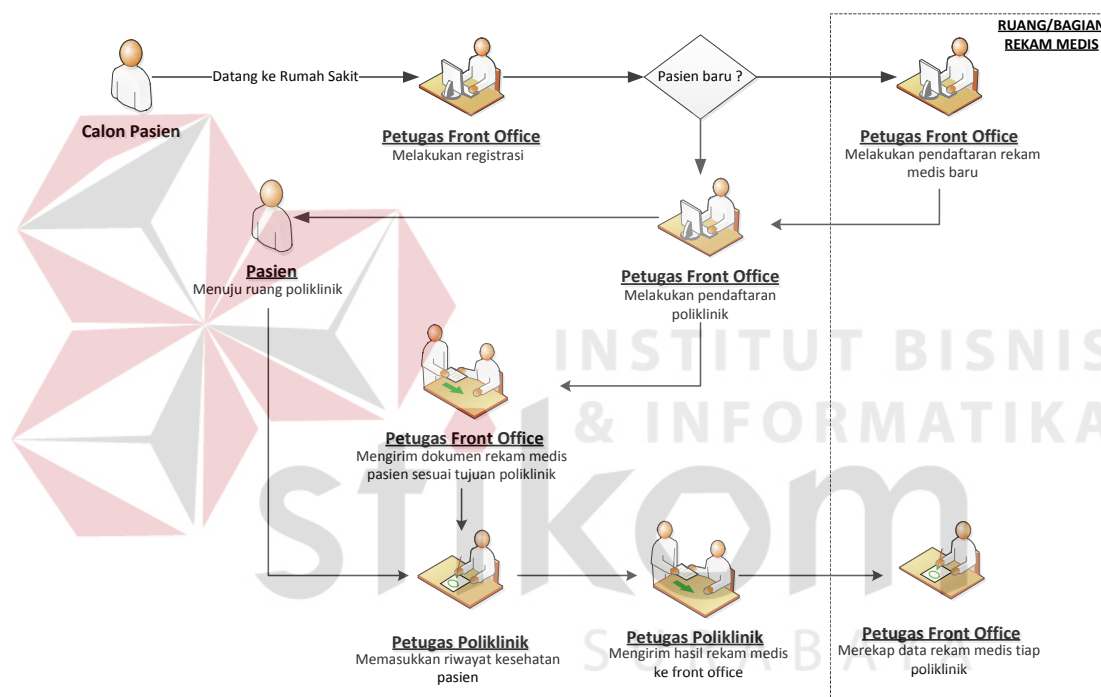 RUANG/BAGIAN
REKAM MEDIS
Datang ke Rumah Sakit
Pasien baru ?
Calon Pasien
Petugas Front Office
Melakukan registrasi
Petugas Front Office
Melakukan pendaftaran rekam
medis baru
Pasien
Menuju ruang poliklinik
Petugas Front Office
Melakukan pendaftaran
poliklinik
INSTITUT BISNIS
& INFORMATIKA
Petugas Front Office
Mengirim dokumen rekam medis
pasien sesuai tujuan poliklinik
stikom
SURABAYA
Petugas Poliklinik
Memasukkan riwayat kesehatan
pasien
Petugas Poliklinik
Mengirim hasil rekam medis
ke front office
Petugas Front Office
Merekap data rekam medis tiap
poliklinik